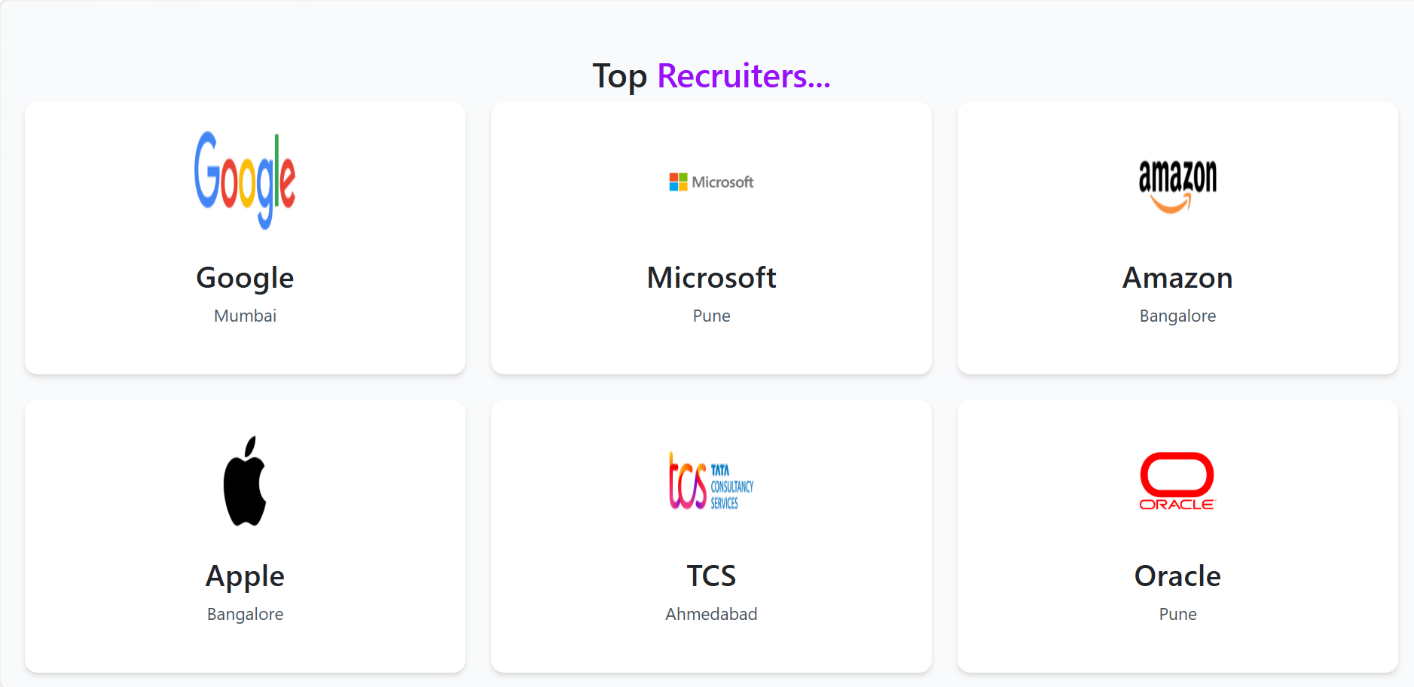 Top Recruiters...
Google
Microsoft
amazon
Google
Microsoft
Amazon
Mumbai
Pune
Bangalore
tcs TATA
CONSULTANCY
SERVICES
ORACLE
Apple
TCS
Oracle
Bangalore
Ahmedabad
Pune